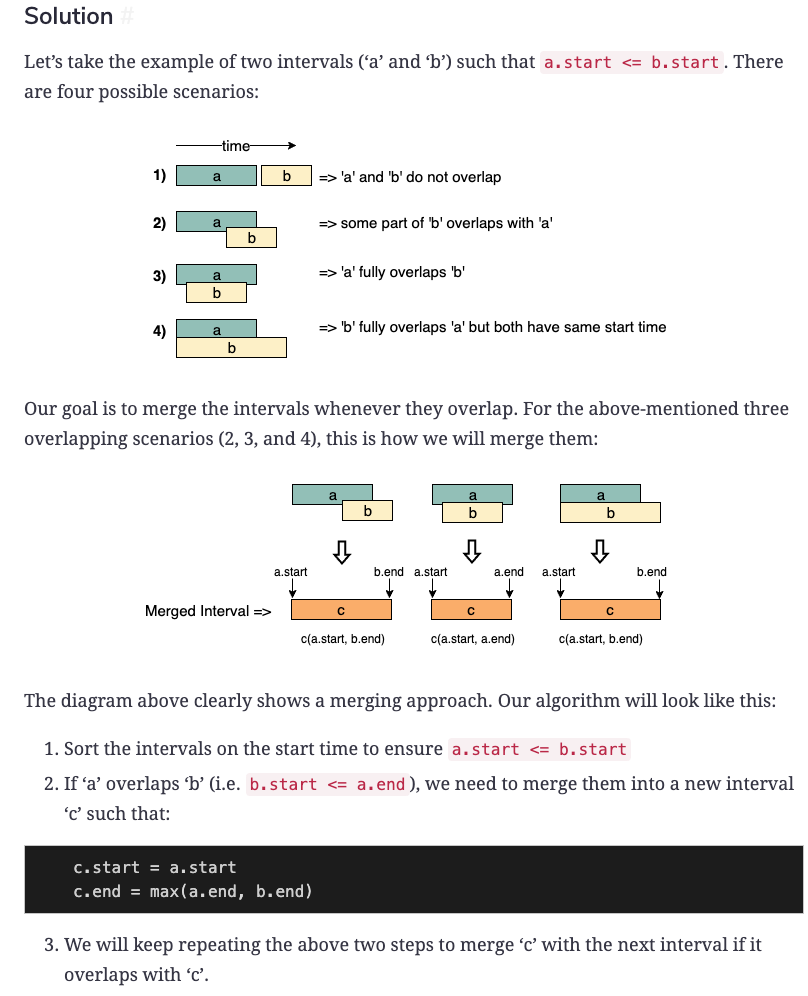 Solution #
Let’s take the example of two intervals (‘a’ and ‘b’) such that a.start <= b.start. There
are four possible scenarios:
time
1) a b => 'a' and 'b' do not overlap
2) a => some part of 'b' overlaps with 'a'
b
3) a => 'a' fully overlaps 'b'
b
4) a => 'b' fully overlaps 'a' but both have same start time
b
Our goal is to merge the intervals whenever they overlap. For the above-mentioned three
overlapping scenarios (2, 3, and 4), this is how we will merge them:
a a a
b b b
a.start b.end a.start a.end a.start b.end
Merged Interval => c c c
c(a.start, b.end) c(a.start, a.end) c(a.start, b.end)
The diagram above clearly shows a merging approach. Our algorithm will look like this:
1. Sort the intervals on the start time to ensure a.start <= b.start
2. If ‘a’ overlaps ‘b’ (i.e. b.start <= a.end), we need to merge them into a new interval
‘c’ such that:
c.start = a.start
c.end = max(a.end, b.end)
3. We will keep repeating the above two steps to merge ‘c’ with the next interval if it
overlaps with ‘c’.